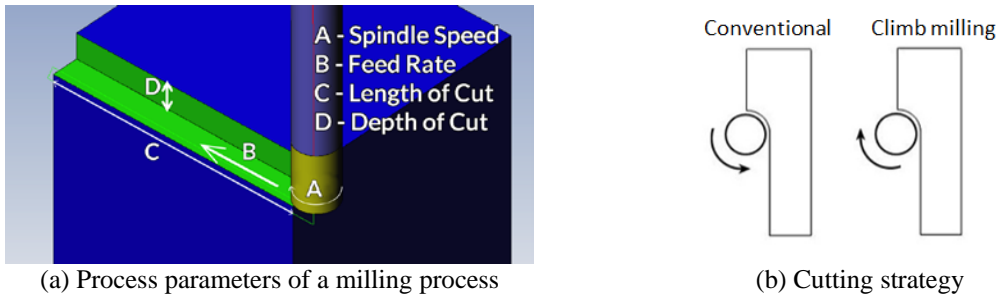 A - Spindle Speed
B - Feed Rate
C - Length of Cut
D - Depth of Cut
D
B
C
A
Conventional
Climb milling
(a) Process parameters of a milling process
(b) Cutting strategy